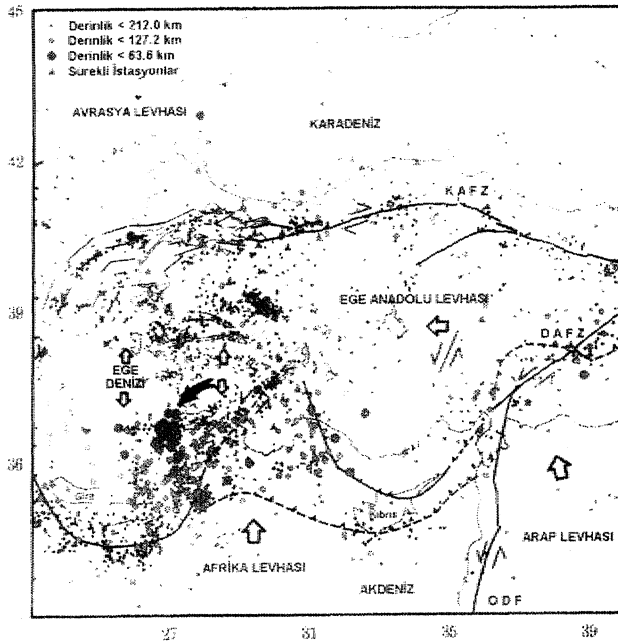 45
Derinlik < 212.0 km
Derinlik < 127.2 km
Derinlik < 63.6 km
Sürekli İstasyonlar
AVRASYA LEVHASI
KARADENİZ
42
KAFZ
39
EGE ANADOLU LEVHASI
DAFZ
EGE
DENİZİ
36
Girit
Kıbrıs
ARAP LEVHASI
AFRİKA LEVHASI
AKDENİZ
ODF
27
31
35
39